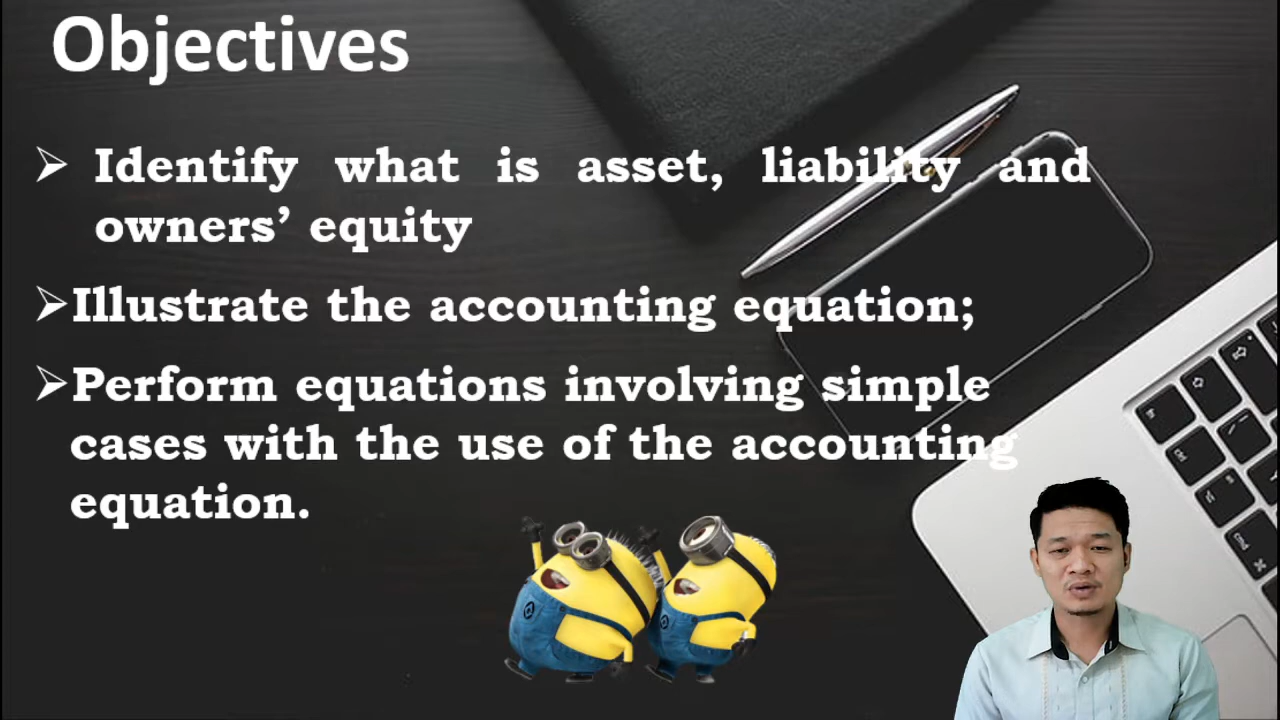 Objectives
➢ Identify what is asset, liability and
owners’ equity
➢Illustrate the accounting equation;
➢Perform equations involving simple
cases with the use of the accounting
equation.